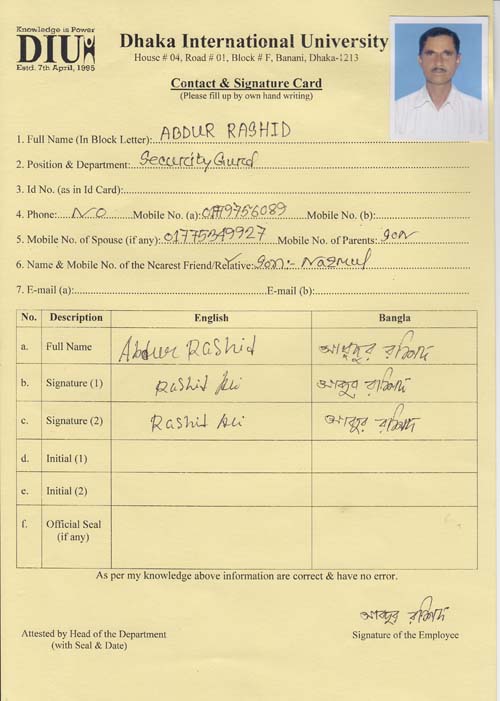 Knowledge is Power
DIU
Estd. 7th April, 1995
Dhaka International University
House # 04, Road # 01, Block # F, Banani, Dhaka-1213
Contact & Signature Card
(Please fill up by own hand writing)
1. Full Name (In Block Letter): ABDUR RASHID
2. Position & Department: Securcity Gurd
3. Id No. (as in Id Card):
4. Phone: NO Mobile No. (a): Mobile No. (b):
5. Mobile No. of Spouse (if any): 01775349927 Mobile No. of Parents: son
6. Name & Mobile No. of the Nearest Friend/Relative: son:- Nazmul
7. E-mail (a): E-mail (b):
No. Description English Bangla
a. Full Name Abdur Rashid আব্দুর রশিদ
b. Signature (1) Rashid Ali আব্দুর রশিদ
c. Signature (2) Rashid Ali আব্দুর রশিদ
d. Initial (1)
e. Initial (2)
f. Official Seal
(if any)
As per my knowledge above information are correct & have no error.
আব্দুর রশিদ
Attested by Head of the Department Signature of the Employee
(with Seal & Date)